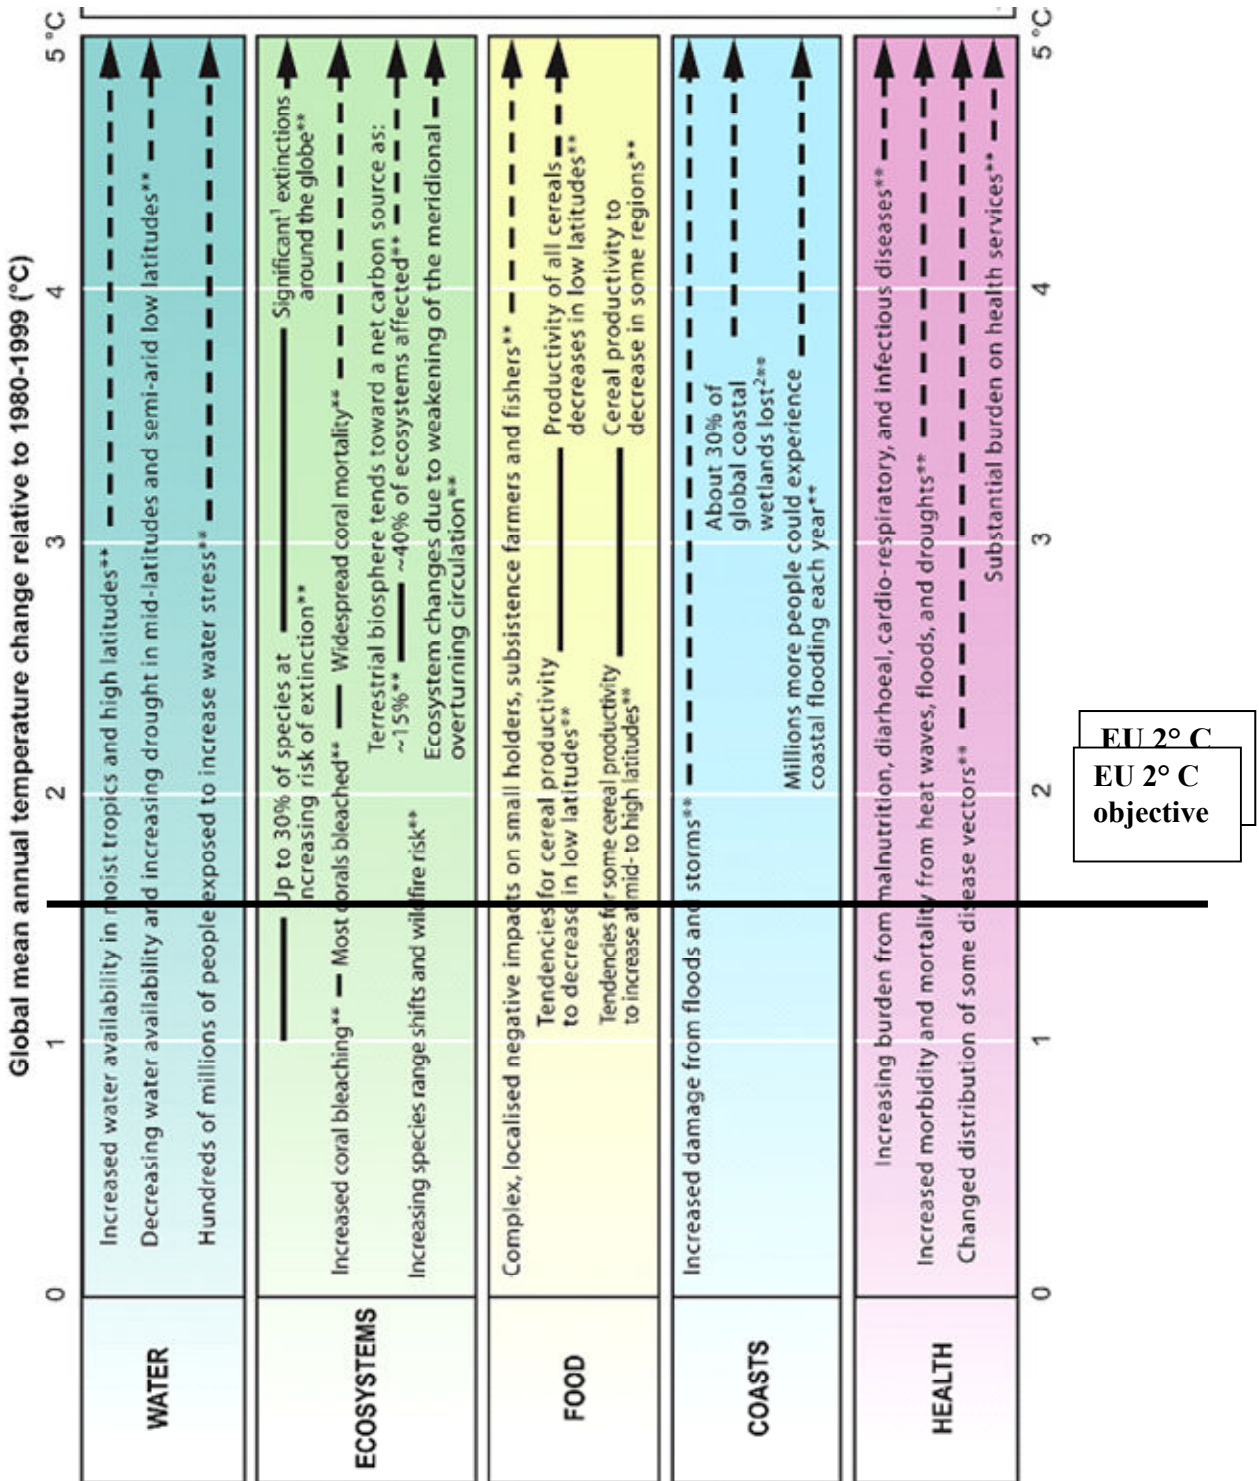 Global mean annual temperature change relative to 1980-1999 (°C)
0
1
2
3
4
5 °C
WATER
Increased water availability in moist tropics and high latitudes**
Decreasing water availability and increasing drought in mid-latitudes and semi-arid low latitudes**
Hundreds of millions of people exposed to increase water stress**
ECOSYSTEMS
Up to 30% of species at
increasing risk of extinction**
Significant¹ extinctions
around the globe**
Increased coral bleaching**
Most corals bleached**
Widespread coral mortality**
Terrestrial biosphere tends toward a net carbon source as:
~15%**
~40% of ecosystems affected**
Increasing species range shifts and wildfire risk**
Ecosystem changes due to weakening of the meridional
overturning circulation**
FOOD
Complex, localised negative impacts on small holders, subsistence farmers and fishers**
Tendencies for cereal productivity
to decrease in low latitudes**
Productivity of all cereals
decreases in low latitudes**
Tendencies for some cereal productivity
to increase at mid- to high latitudes**
Cereal productivity to
decrease in some regions**
COASTS
Increased damage from floods and storms**
About 30% of
global coastal
wetlands lost²**
Millions more people could experience
coastal flooding each year**
HEALTH
Increasing burden from malnutrition, diarhoeal, cardio-respiratory, and infectious diseases**
Increased morbidity and mortality from heat waves, floods, and droughts**
Changed distribution of some disease vectors**
Substantial burden on health services**
0
1
2
3
4
5 °C
EU 2° C
EU 2° C
objective